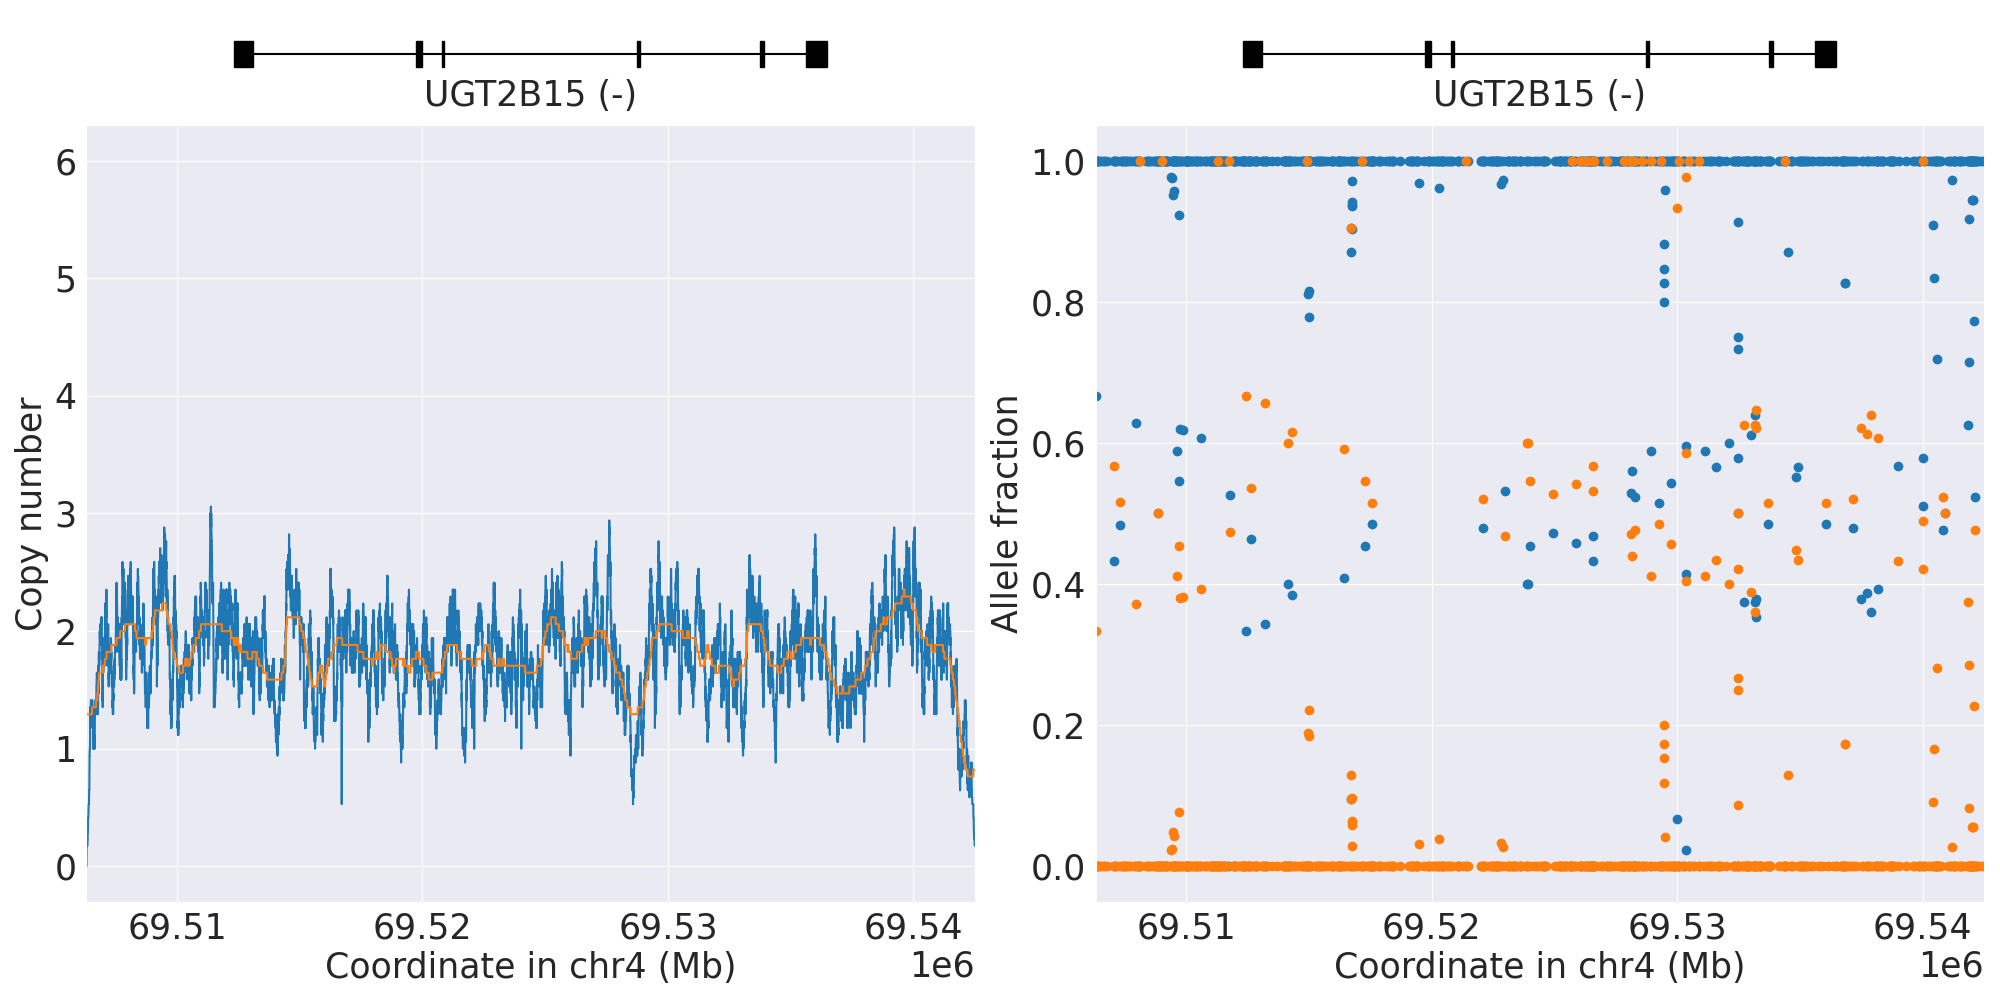 UGT2B15 (-)
6
5
4
3
2
1
0
Copy number
69.51 69.52 69.53 69.54
Coordinate in chr4 (Mb)
1e6
UGT2B15 (-)
1.0
0.8
0.6
0.4
0.2
0.0
Allele fraction
69.51 69.52 69.53 69.54
Coordinate in chr4 (Mb)
1e6